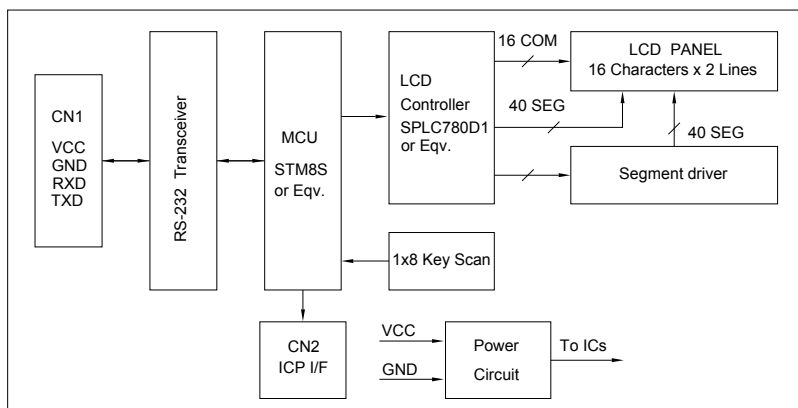 CN1
VCC
GND
RXD
TXD
RS-232 Transceiver
MCU
STM8S
or Eqv.
LCD
Controller
SPLC780D1
or Eqv.
16 COM
40 SEG
LCD PANEL
16 Characters x 2 Lines
40 SEG
Segment driver
1x8 Key Scan
CN2
ICP I/F
VCC
GND
Power
Circuit
To ICs